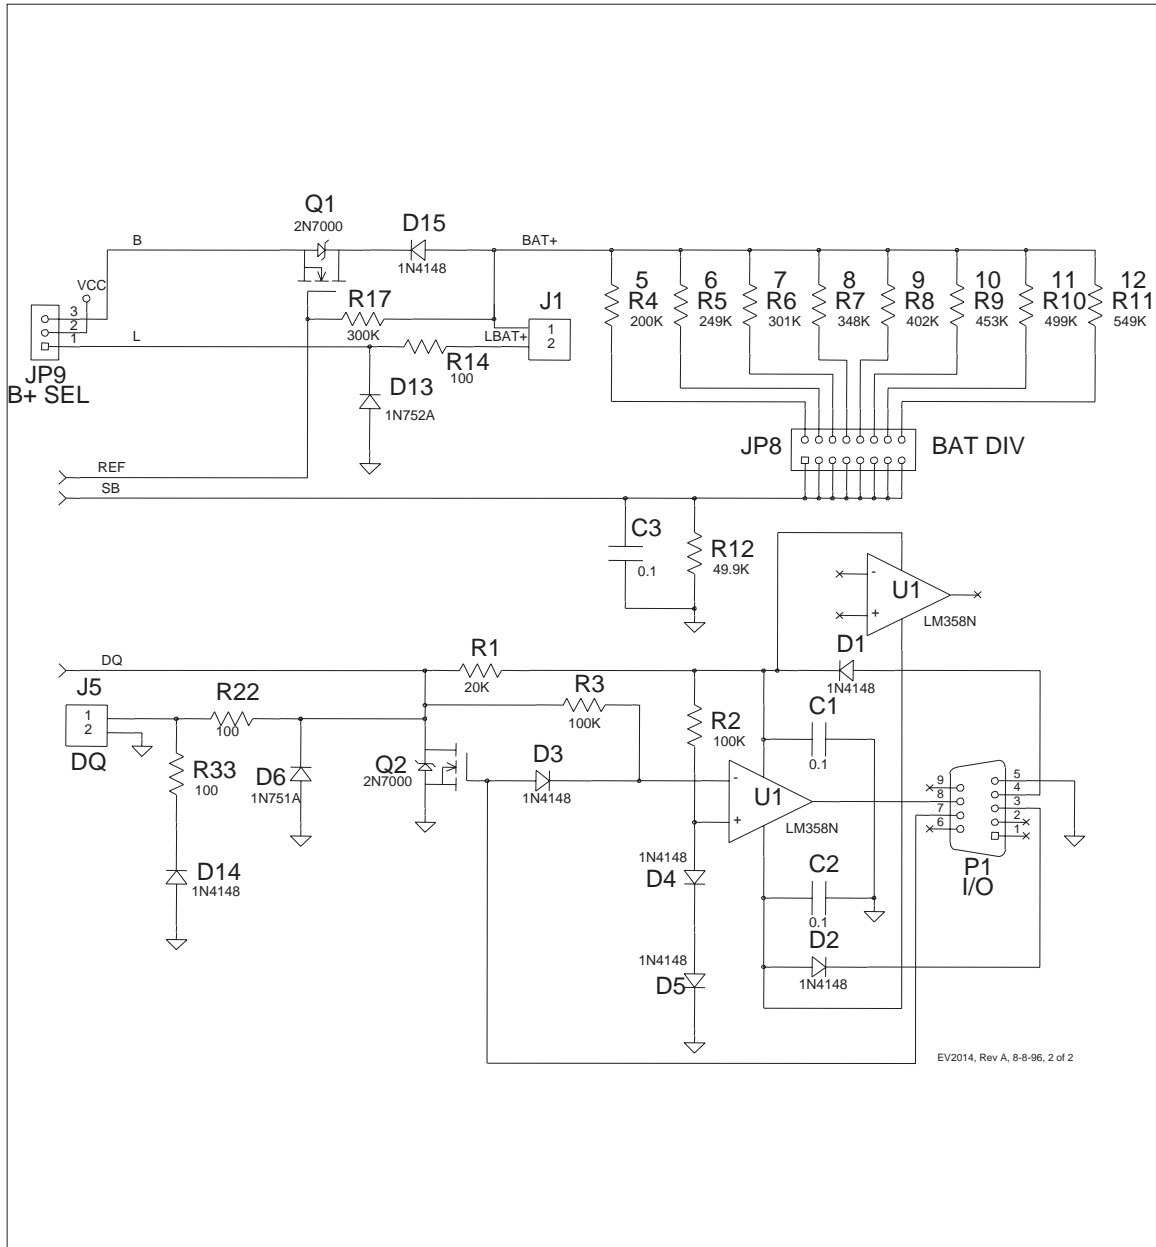 Q1
2N7000
D15
1N4148
B
BAT+
VCC
3
2
1
L
JP9
B+ SEL
R17
300K
R14
100
LBAT+
J1
1
2
D13
1N752A
5
R4
200K
6
R5
249K
7
R6
301K
8
R7
348K
9
R8
402K
10
R9
453K
11
R10
499K
12
R11
549K
JP8
BAT DIV
REF
SB
C3
0.1
R12
49.9K
-
+
U1
LM358N
DQ
J5
1
2
DQ
R22
100
R33
100
D14
1N4148
D6
1N751A
R1
20K
R3
100K
Q2
2N7000
D3
1N4148
R2
100K
D1
1N4148
C1
0.1
-
+
U1
LM358N
1N4148
D4
1N4148
D5
C2
0.1
D2
1N4148
9
8
7
6
5
4
3
2
1
P1
I/O
EV2014, Rev A, 8-8-96, 2 of 2